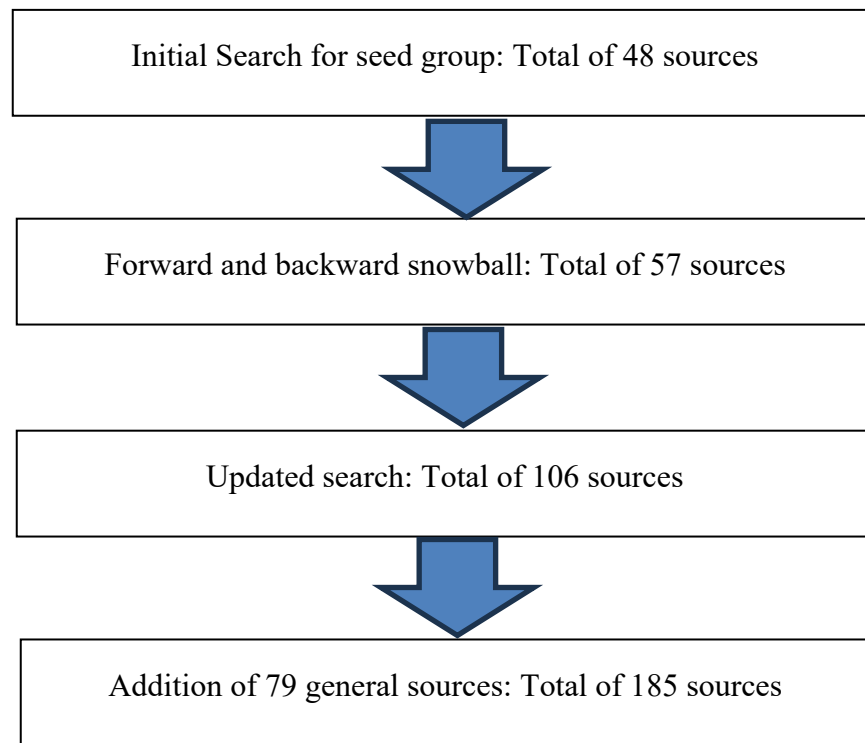 Initial Search for seed group: Total of 48 sources
Forward and backward snowball: Total of 57 sources
Updated search: Total of 106 sources
Addition of 79 general sources: Total of 185 sources